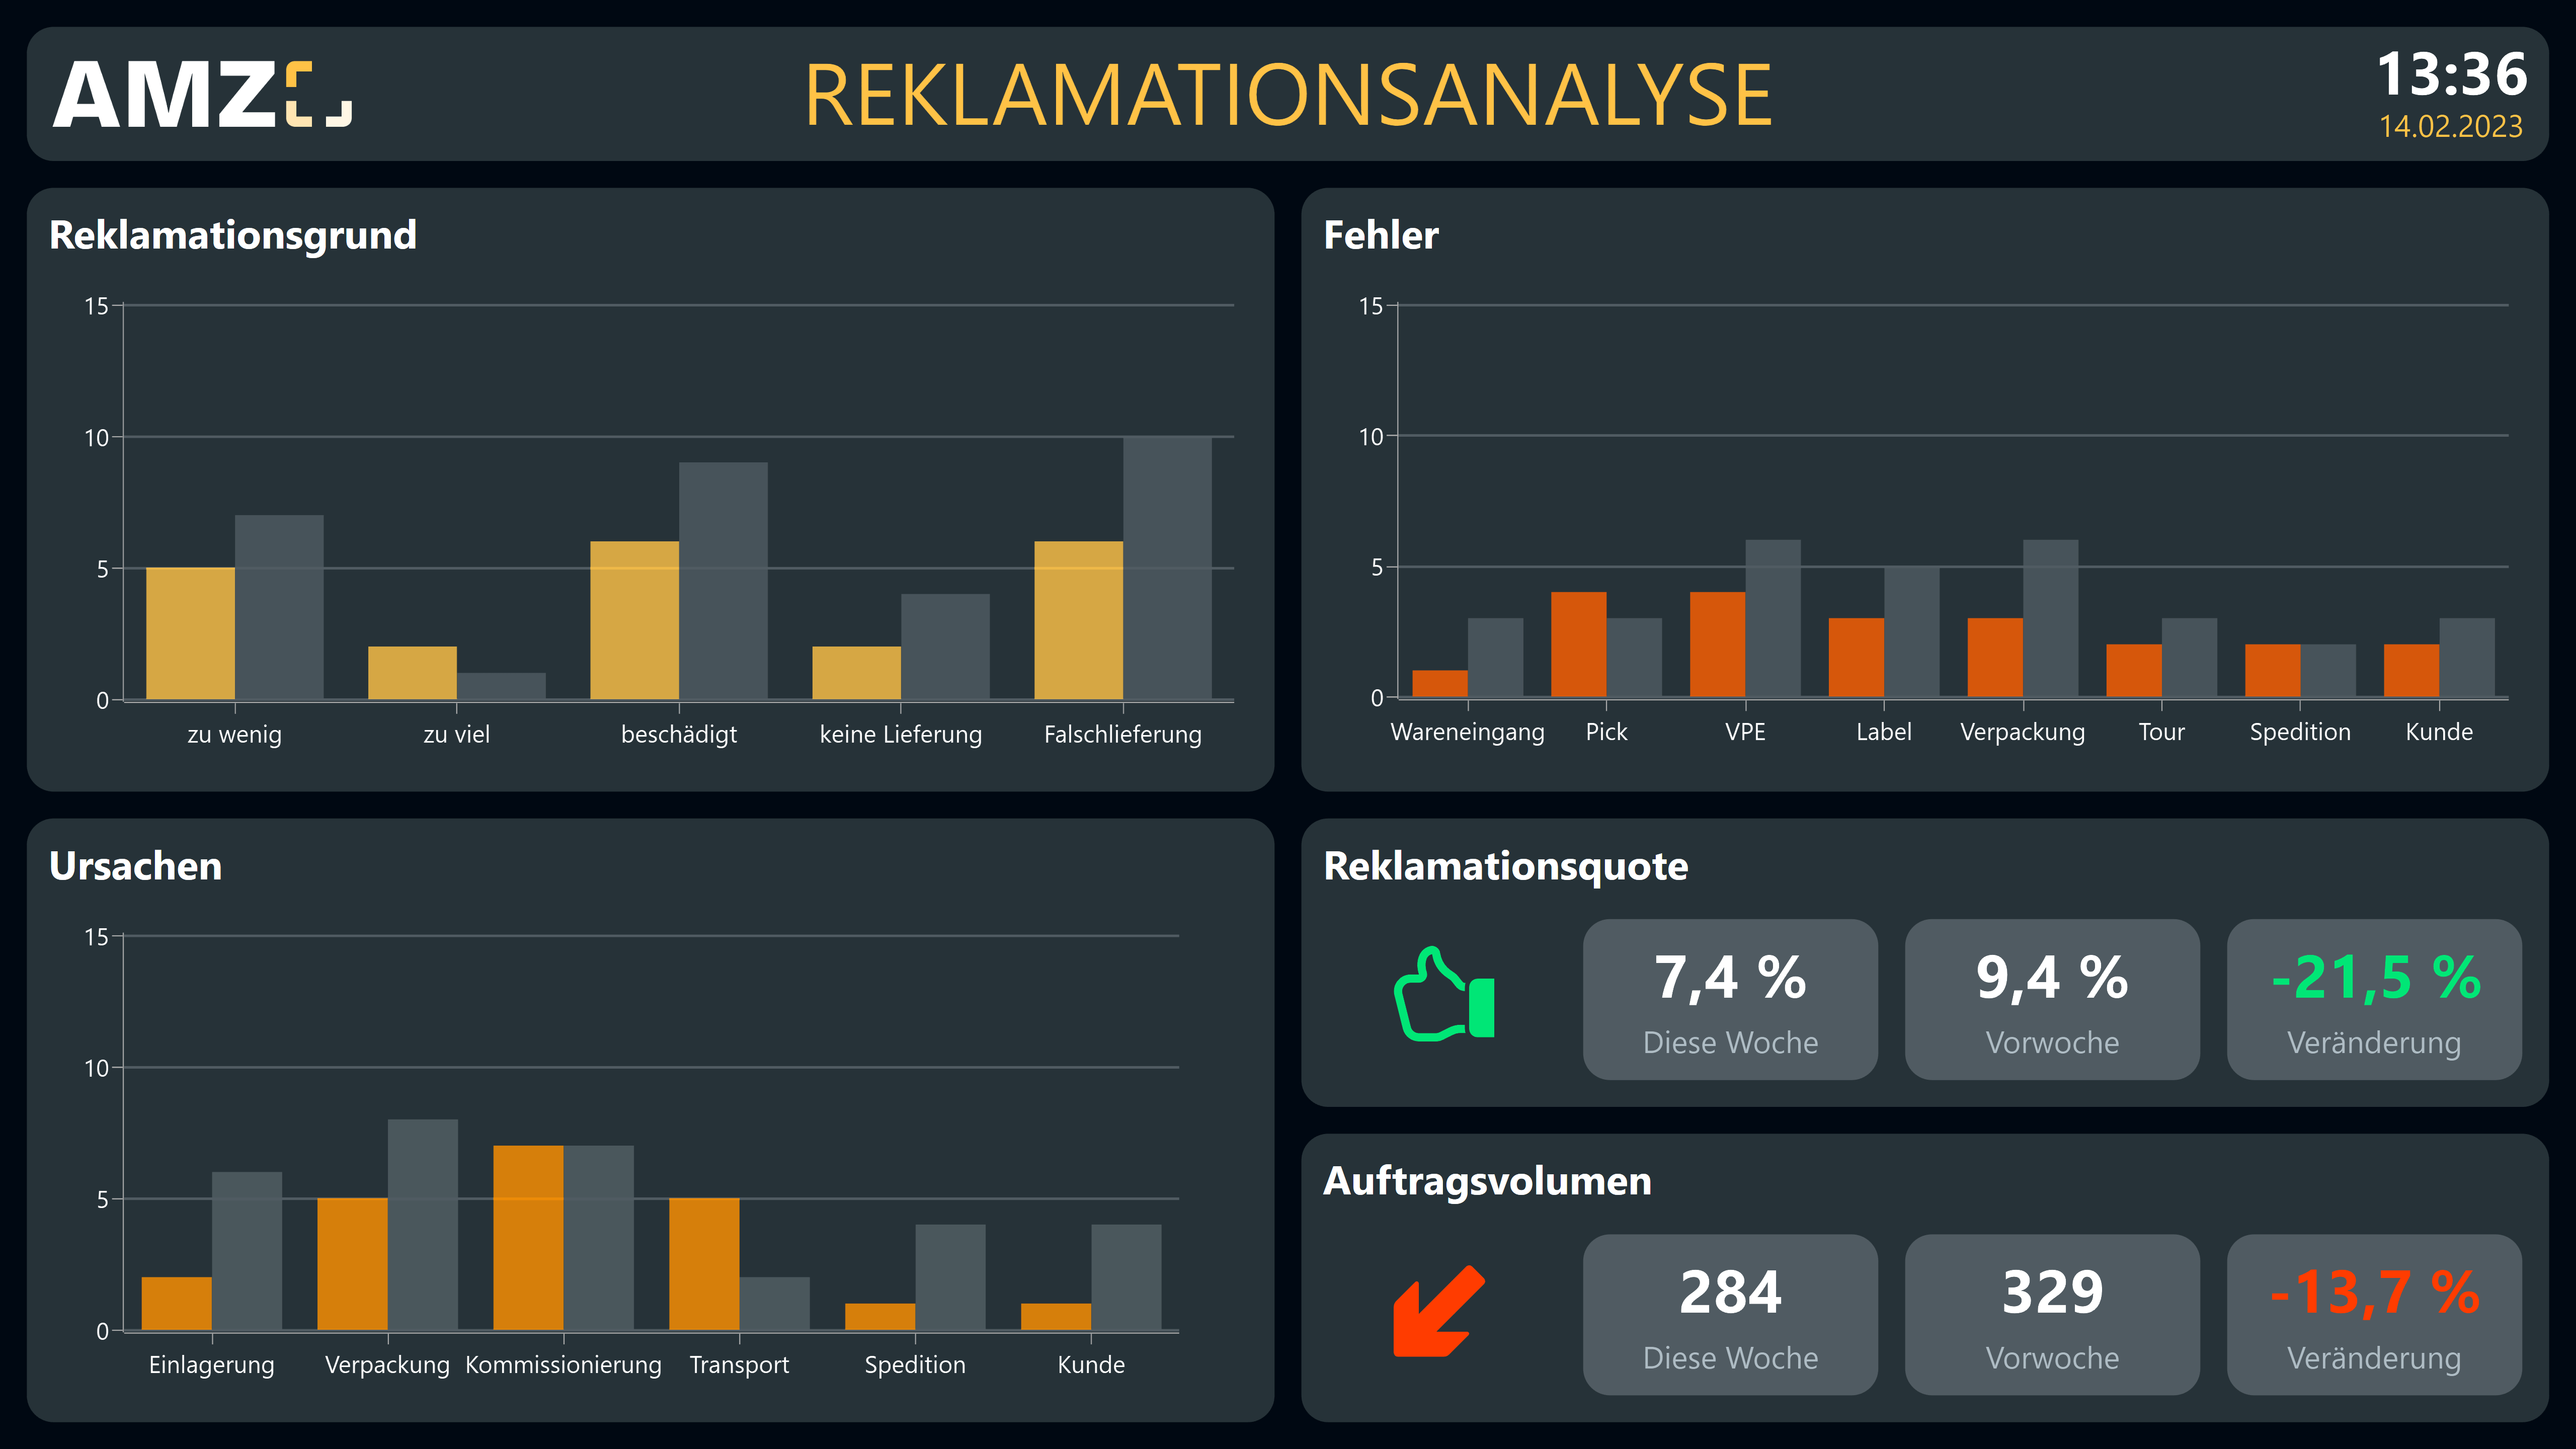 AMZ
REKLAMATIONSANALYSE
13:36
14.02.2023
Reklamationsgrund
15
10
5
0
zu wenig zu viel beschädigt keine Lieferung Falschlieferung
Fehler
15
10
5
0
Wareneingang Pick VPE Label Verpackung Tour Spedition Kunde
Ursachen
15
10
5
0
Einlagerung Verpackung Kommissionierung Transport Spedition Kunde
Reklamationsquote
7,4 % 9,4 % -21,5 %
Diese Woche Vorwoche Veränderung
Auftragsvolumen
284 329 -13,7 %
Diese Woche Vorwoche Veränderung